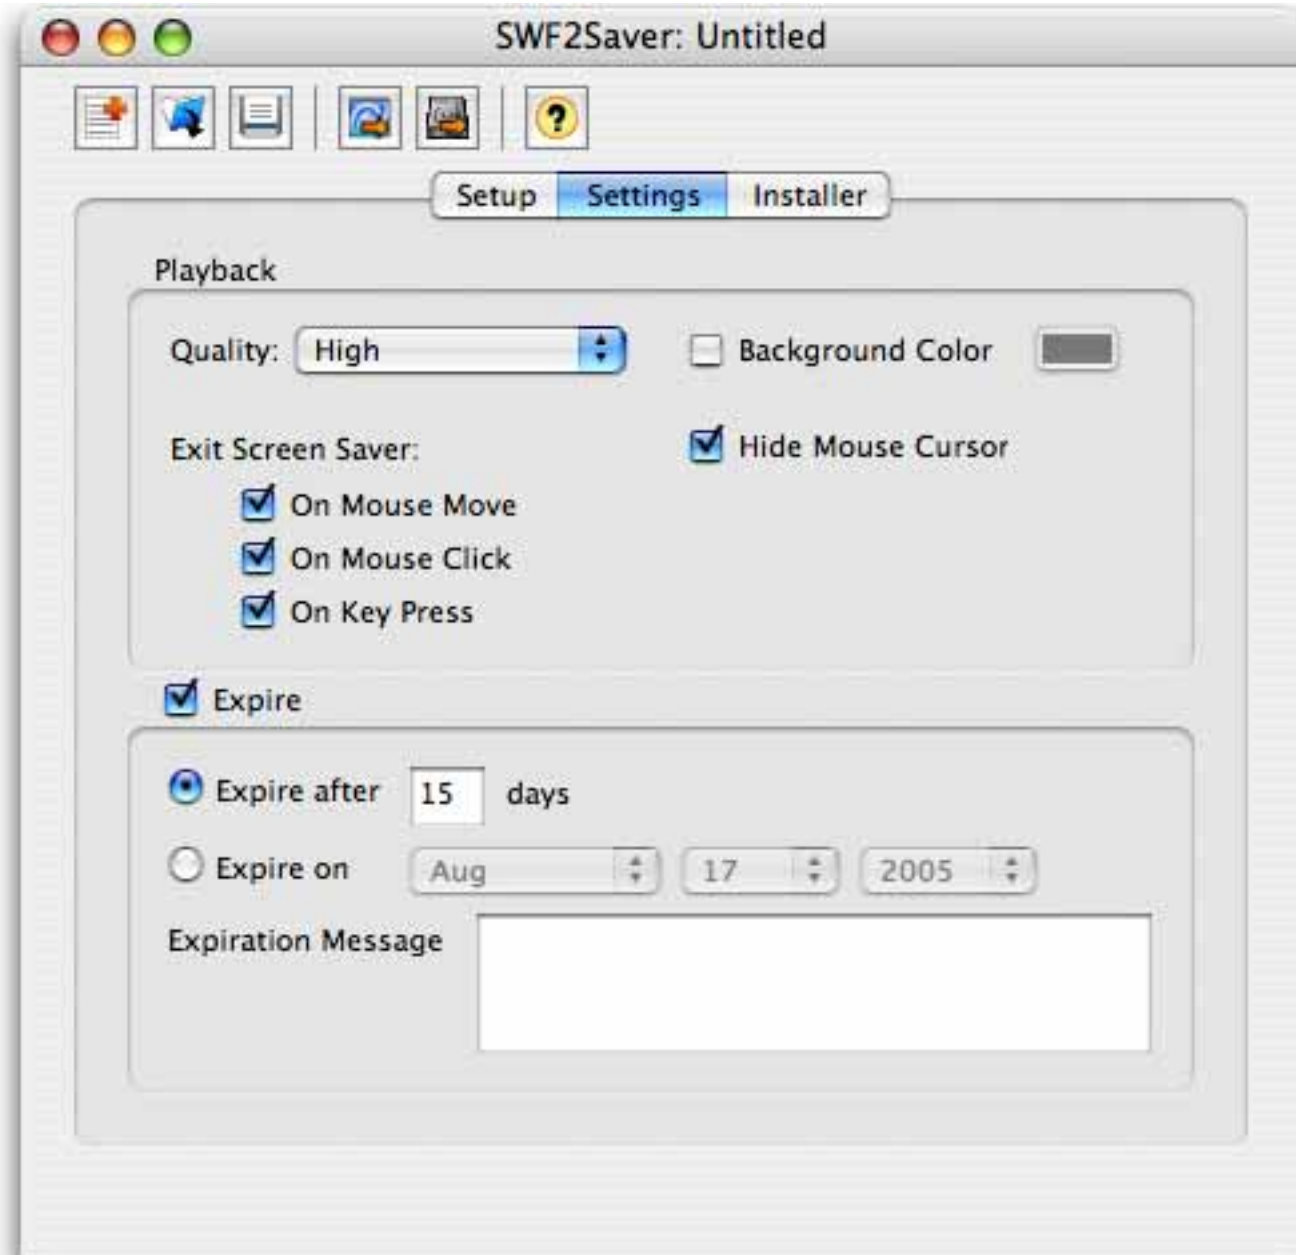 SWF2Saver: Untitled
?
Setup Settings Installer
Playback
Quality: High Background Color
Exit Screen Saver: Hide Mouse Cursor
On Mouse Move
On Mouse Click
On Key Press
Expire
Expire after 15 days
Expire on Aug 17 2005
Expiration Message